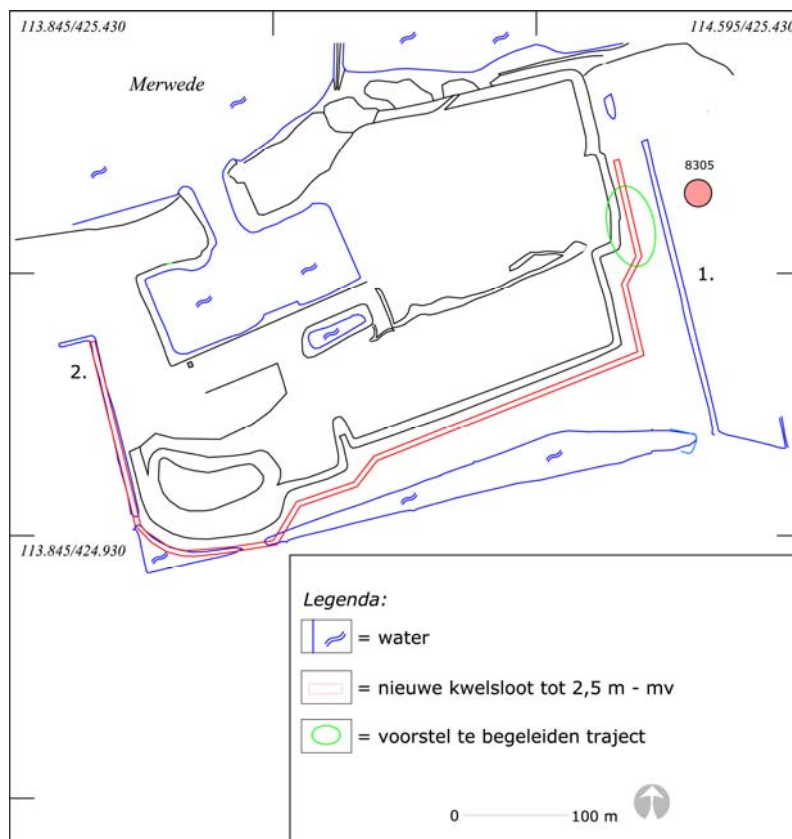 113.845/425.430
114.595/425.430
Merwede
8305
1.
2.
113.845/424.930
Legenda:
= water
= nieuwe kwelsloot tot 2,5 m - mv
= voorstel te begeleiden traject
0 100 m